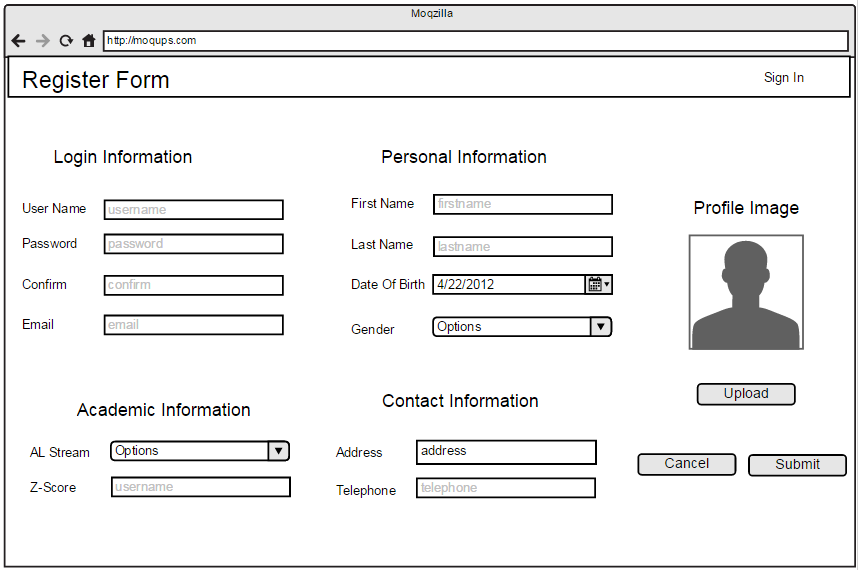 Moqzilla
http://moqups.com
Register Form
Sign In
Login Information
Personal Information
User Name
username
First Name
firstname
Profile Image
Password
password
Last Name
lastname
Confirm
confirm
Date Of Birth
4/22/2012
Email
email
Gender
Options
Upload
Academic Information
Contact Information
AL Stream
Options
Address
address
Cancel
Submit
Z-Score
username
Telephone
telephone